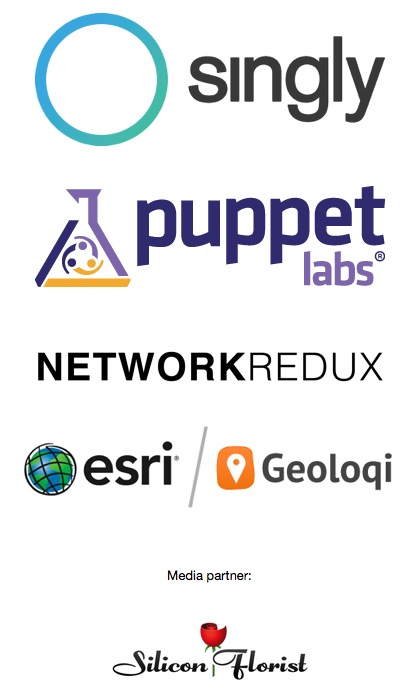 singly
puppet
labs®
NETWORKREDUX
esri® / Geoloqi
Media partner:
Silicon Florist